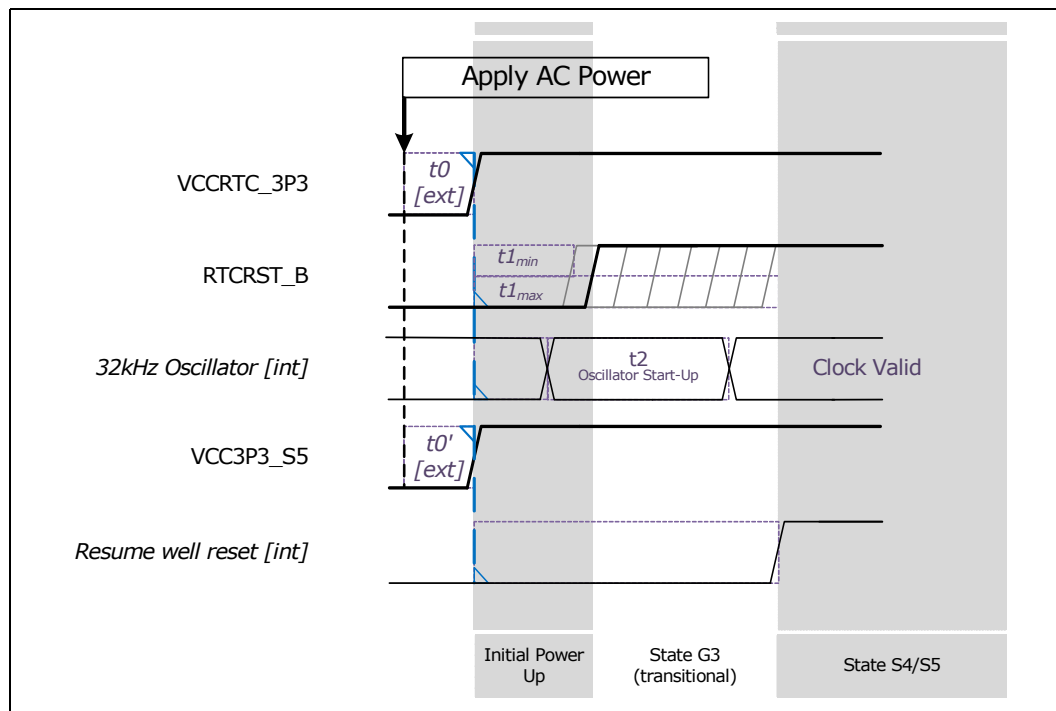 Apply AC Power
VCCRTC_3P3
t0
[ext]
RTCRST_B
t1min
t1max
32kHz Oscillator [int]
t2
Oscillator Start-Up
Clock Valid
VCC3P3_S5
t0'
[ext]
Resume well reset [int]
Initial Power
Up
State G3
(transitional)
State S4/S5